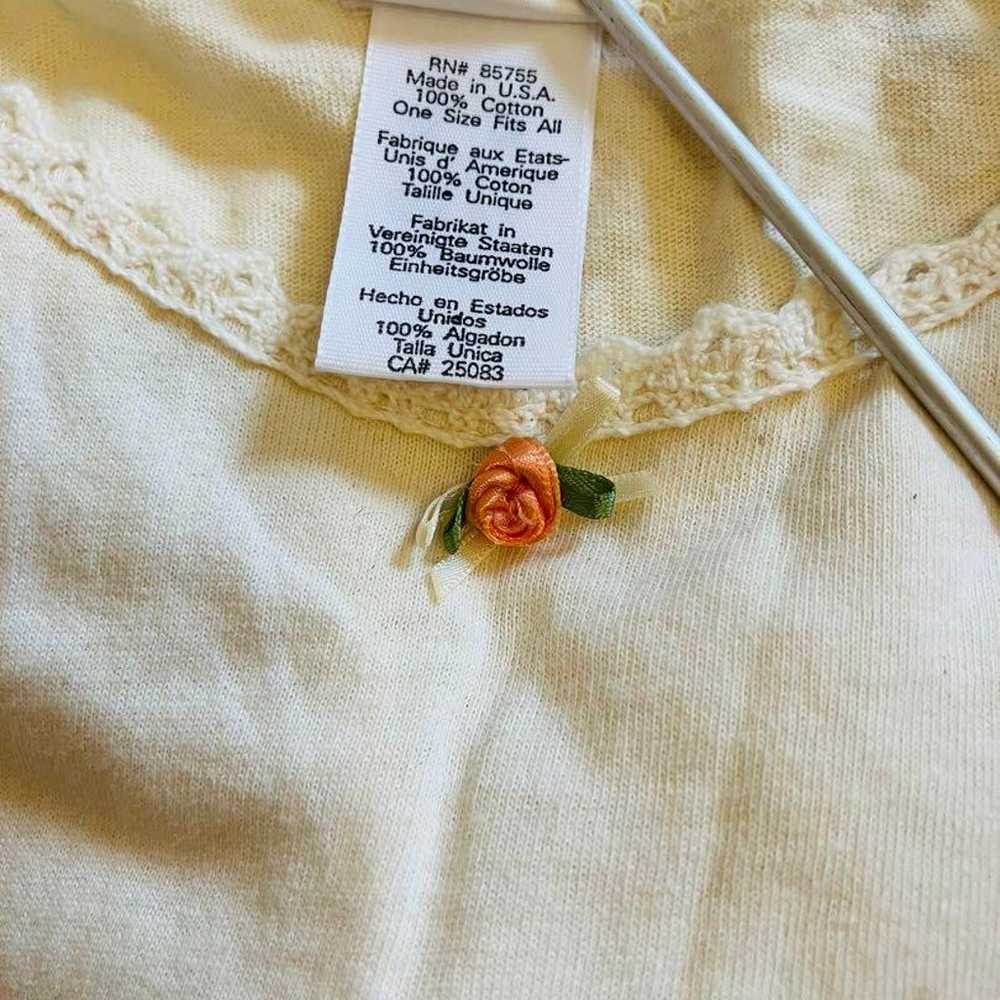 RN# 85755
Made in U.S.A.
100% Cotton
One Size Fits All
Fabrique aux Etats-
Unis d' Amerique
100% Coton
Talille Unique
Fabrikat in
Vereinigte Staaten
100% Baumwolle
Einheitsgröbe
Hecho en Estados
Unidos
100% Algadon
Talla Unica
CA# 25083